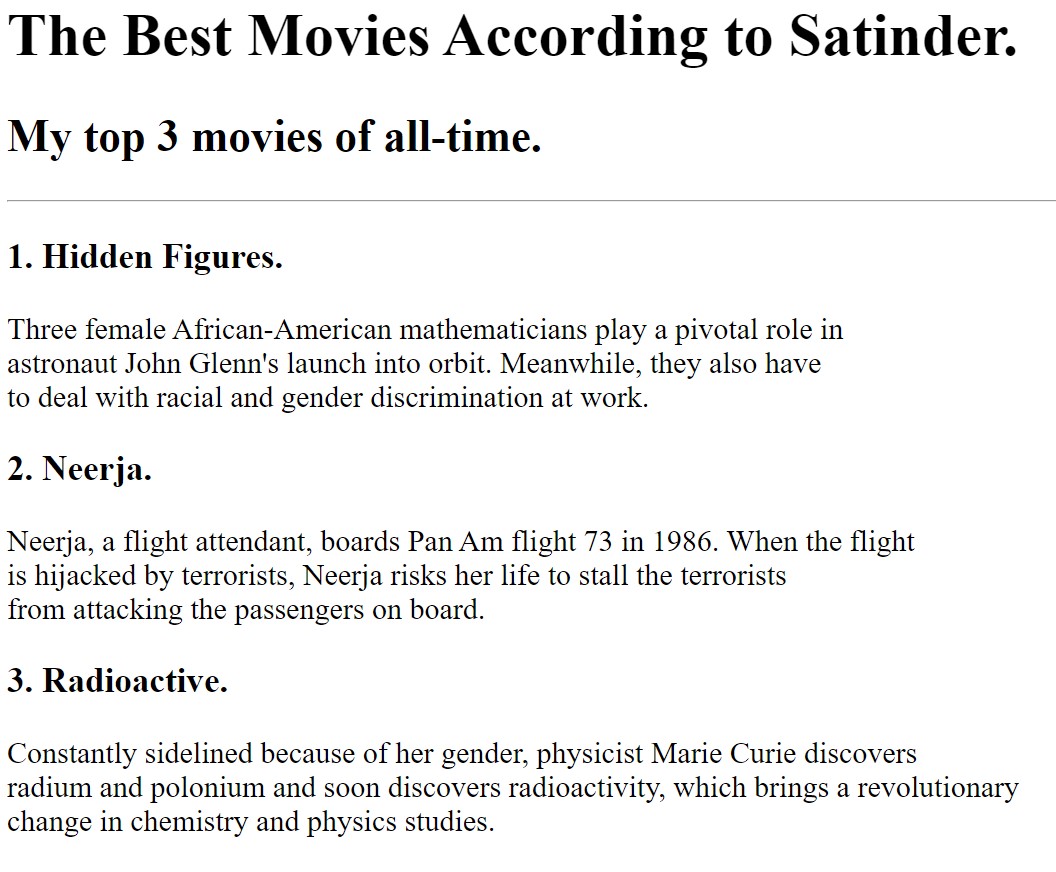 The Best Movies According to Satinder.
My top 3 movies of all-time.
1. Hidden Figures.
Three female African-American mathematicians play a pivotal role in
astronaut John Glenn's launch into orbit. Meanwhile, they also have
to deal with racial and gender discrimination at work.
2. Neerja.
Neerja, a flight attendant, boards Pan Am flight 73 in 1986. When the flight
is hijacked by terrorists, Neerja risks her life to stall the terrorists
from attacking the passengers on board.
3. Radioactive.
Constantly sidelined because of her gender, physicist Marie Curie discovers
radium and polonium and soon discovers radioactivity, which brings a revolutionary
change in chemistry and physics studies.